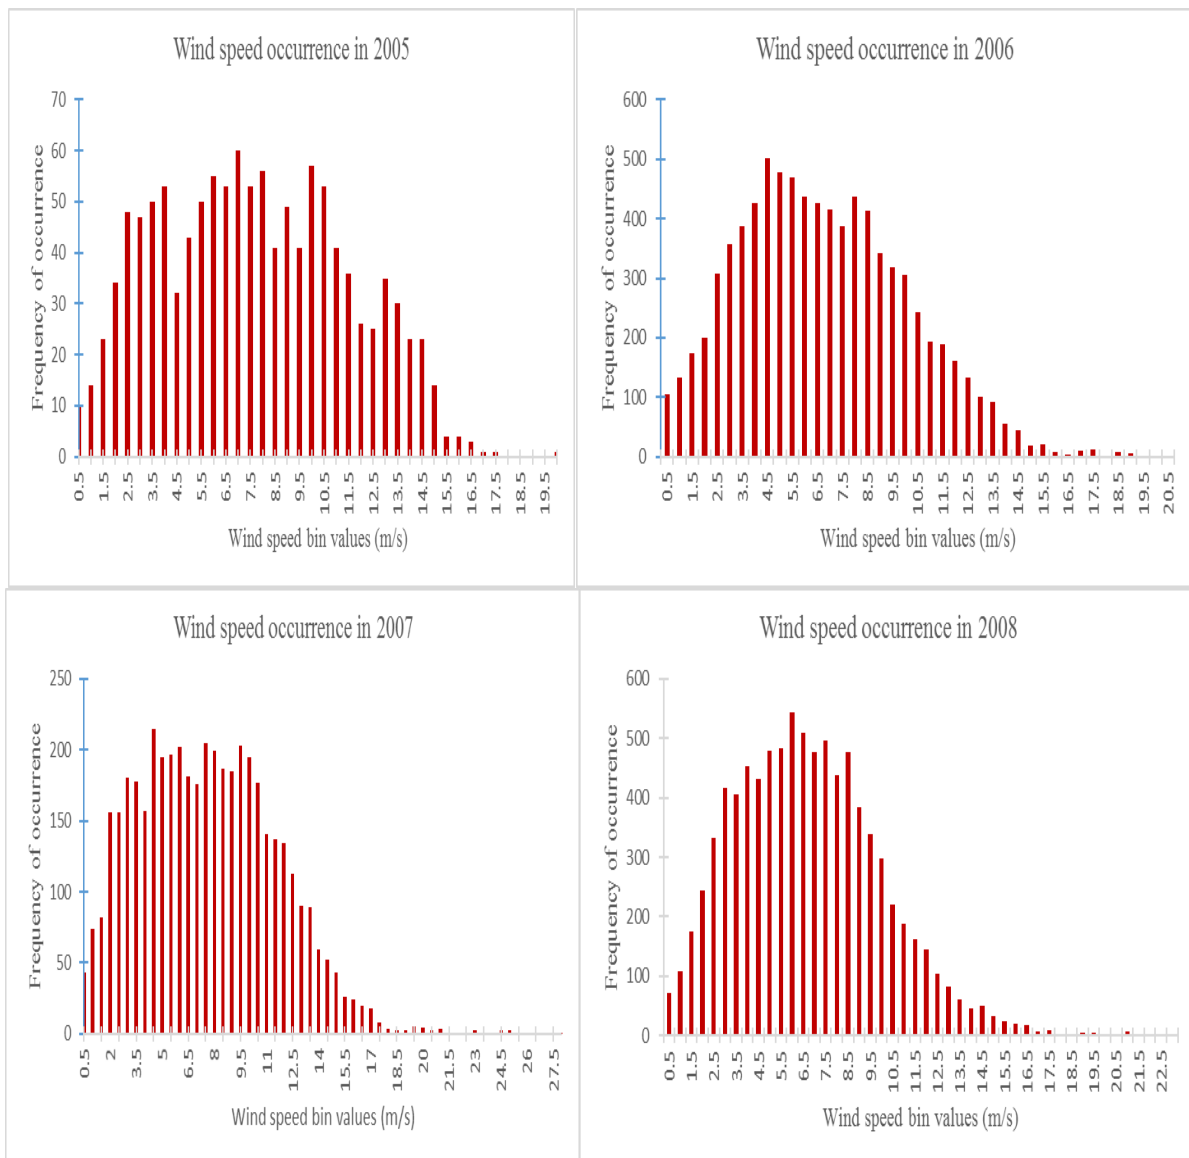 Wind speed occurrence in 2005
Frequency of occurrence
70
60
50
40
30
20
10
0
0.5 1.5 2.5 3.5 4.5 5.5 6.5 7.5 8.5 9.5 10.5 11.5 12.5 13.5 14.5 15.5 16.5 17.5 18.5 19.5
Wind speed bin values (m/s)
Wind speed occurrence in 2006
Frequency of occurrence
600
500
400
300
200
100
0
0.5 1.5 2.5 3.5 4.5 5.5 6.5 7.5 8.5 9.5 10.5 11.5 12.5 13.5 14.5 15.5 16.5 17.5 18.5 19.5 20.5
Wind speed bin values (m/s)
Wind speed occurrence in 2007
Frequency of occurrence
250
200
150
100
50
0
0.5 2 3.5 5 6.5 8 9.5 11 12.5 14 15.5 17 18.5 20 21.5 23 24.5 26 27.5
Wind speed bin values (m/s)
Wind speed occurrence in 2008
Frequency of occurrence
600
500
400
300
200
100
0
0.5 1.5 2.5 3.5 4.5 5.5 6.5 7.5 8.5 9.5 10.5 11.5 12.5 13.5 14.5 15.5 16.5 17.5 18.5 19.5 20.5 21.5 22.5
Wind speed bin values (m/s)